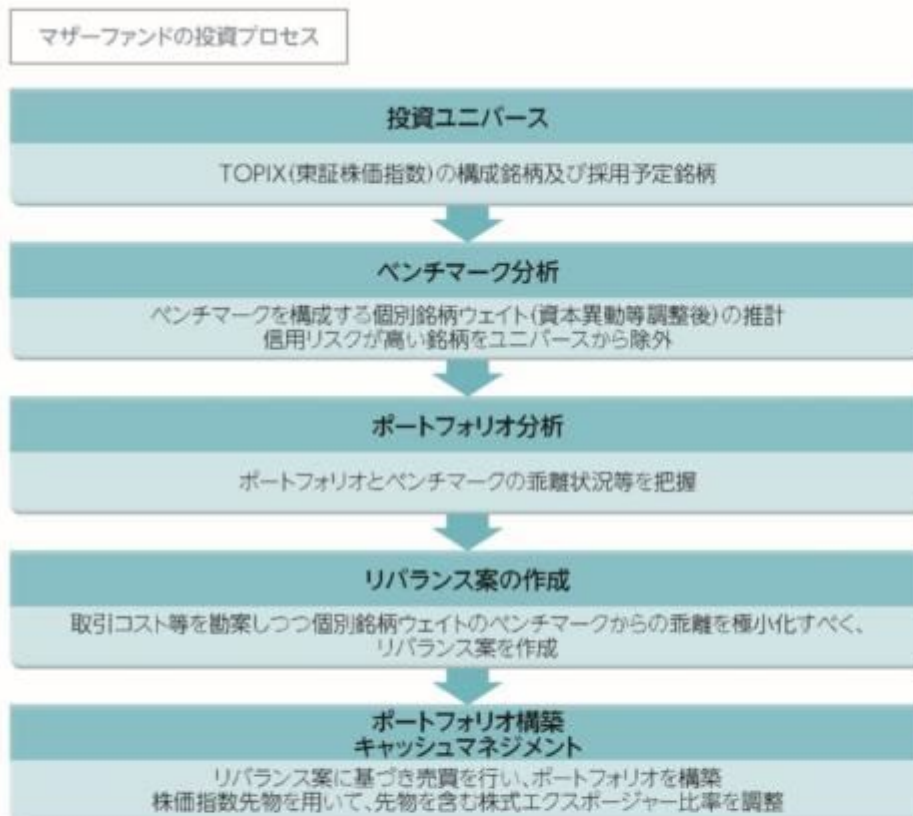 マザーファンドの投資プロセス
投資ユニバース
TOPIX(東証株価指数)の構成銘柄及び採用予定銘柄
ベンチマーク分析
ベンチマークを構成する個別銘柄ウェイト(資本異動等調整後)の推計
信用リスクが高い銘柄をユニバースから除外
ポートフォリオ分析
ポートフォリオとベンチマークの乖離状況等を把握
リバランス案の作成
取引コスト等を勘案しつつ個別銘柄ウェイトのベンチマークからの乖離を極小化すべく、
リバランス案を作成
ポートフォリオ構築
キャッシュマネジメント
リバランス案に基づき売買を行い、ポートフォリオを構築
株価指数先物を用いて、先物を含む株式エクスポージャー比率を調整